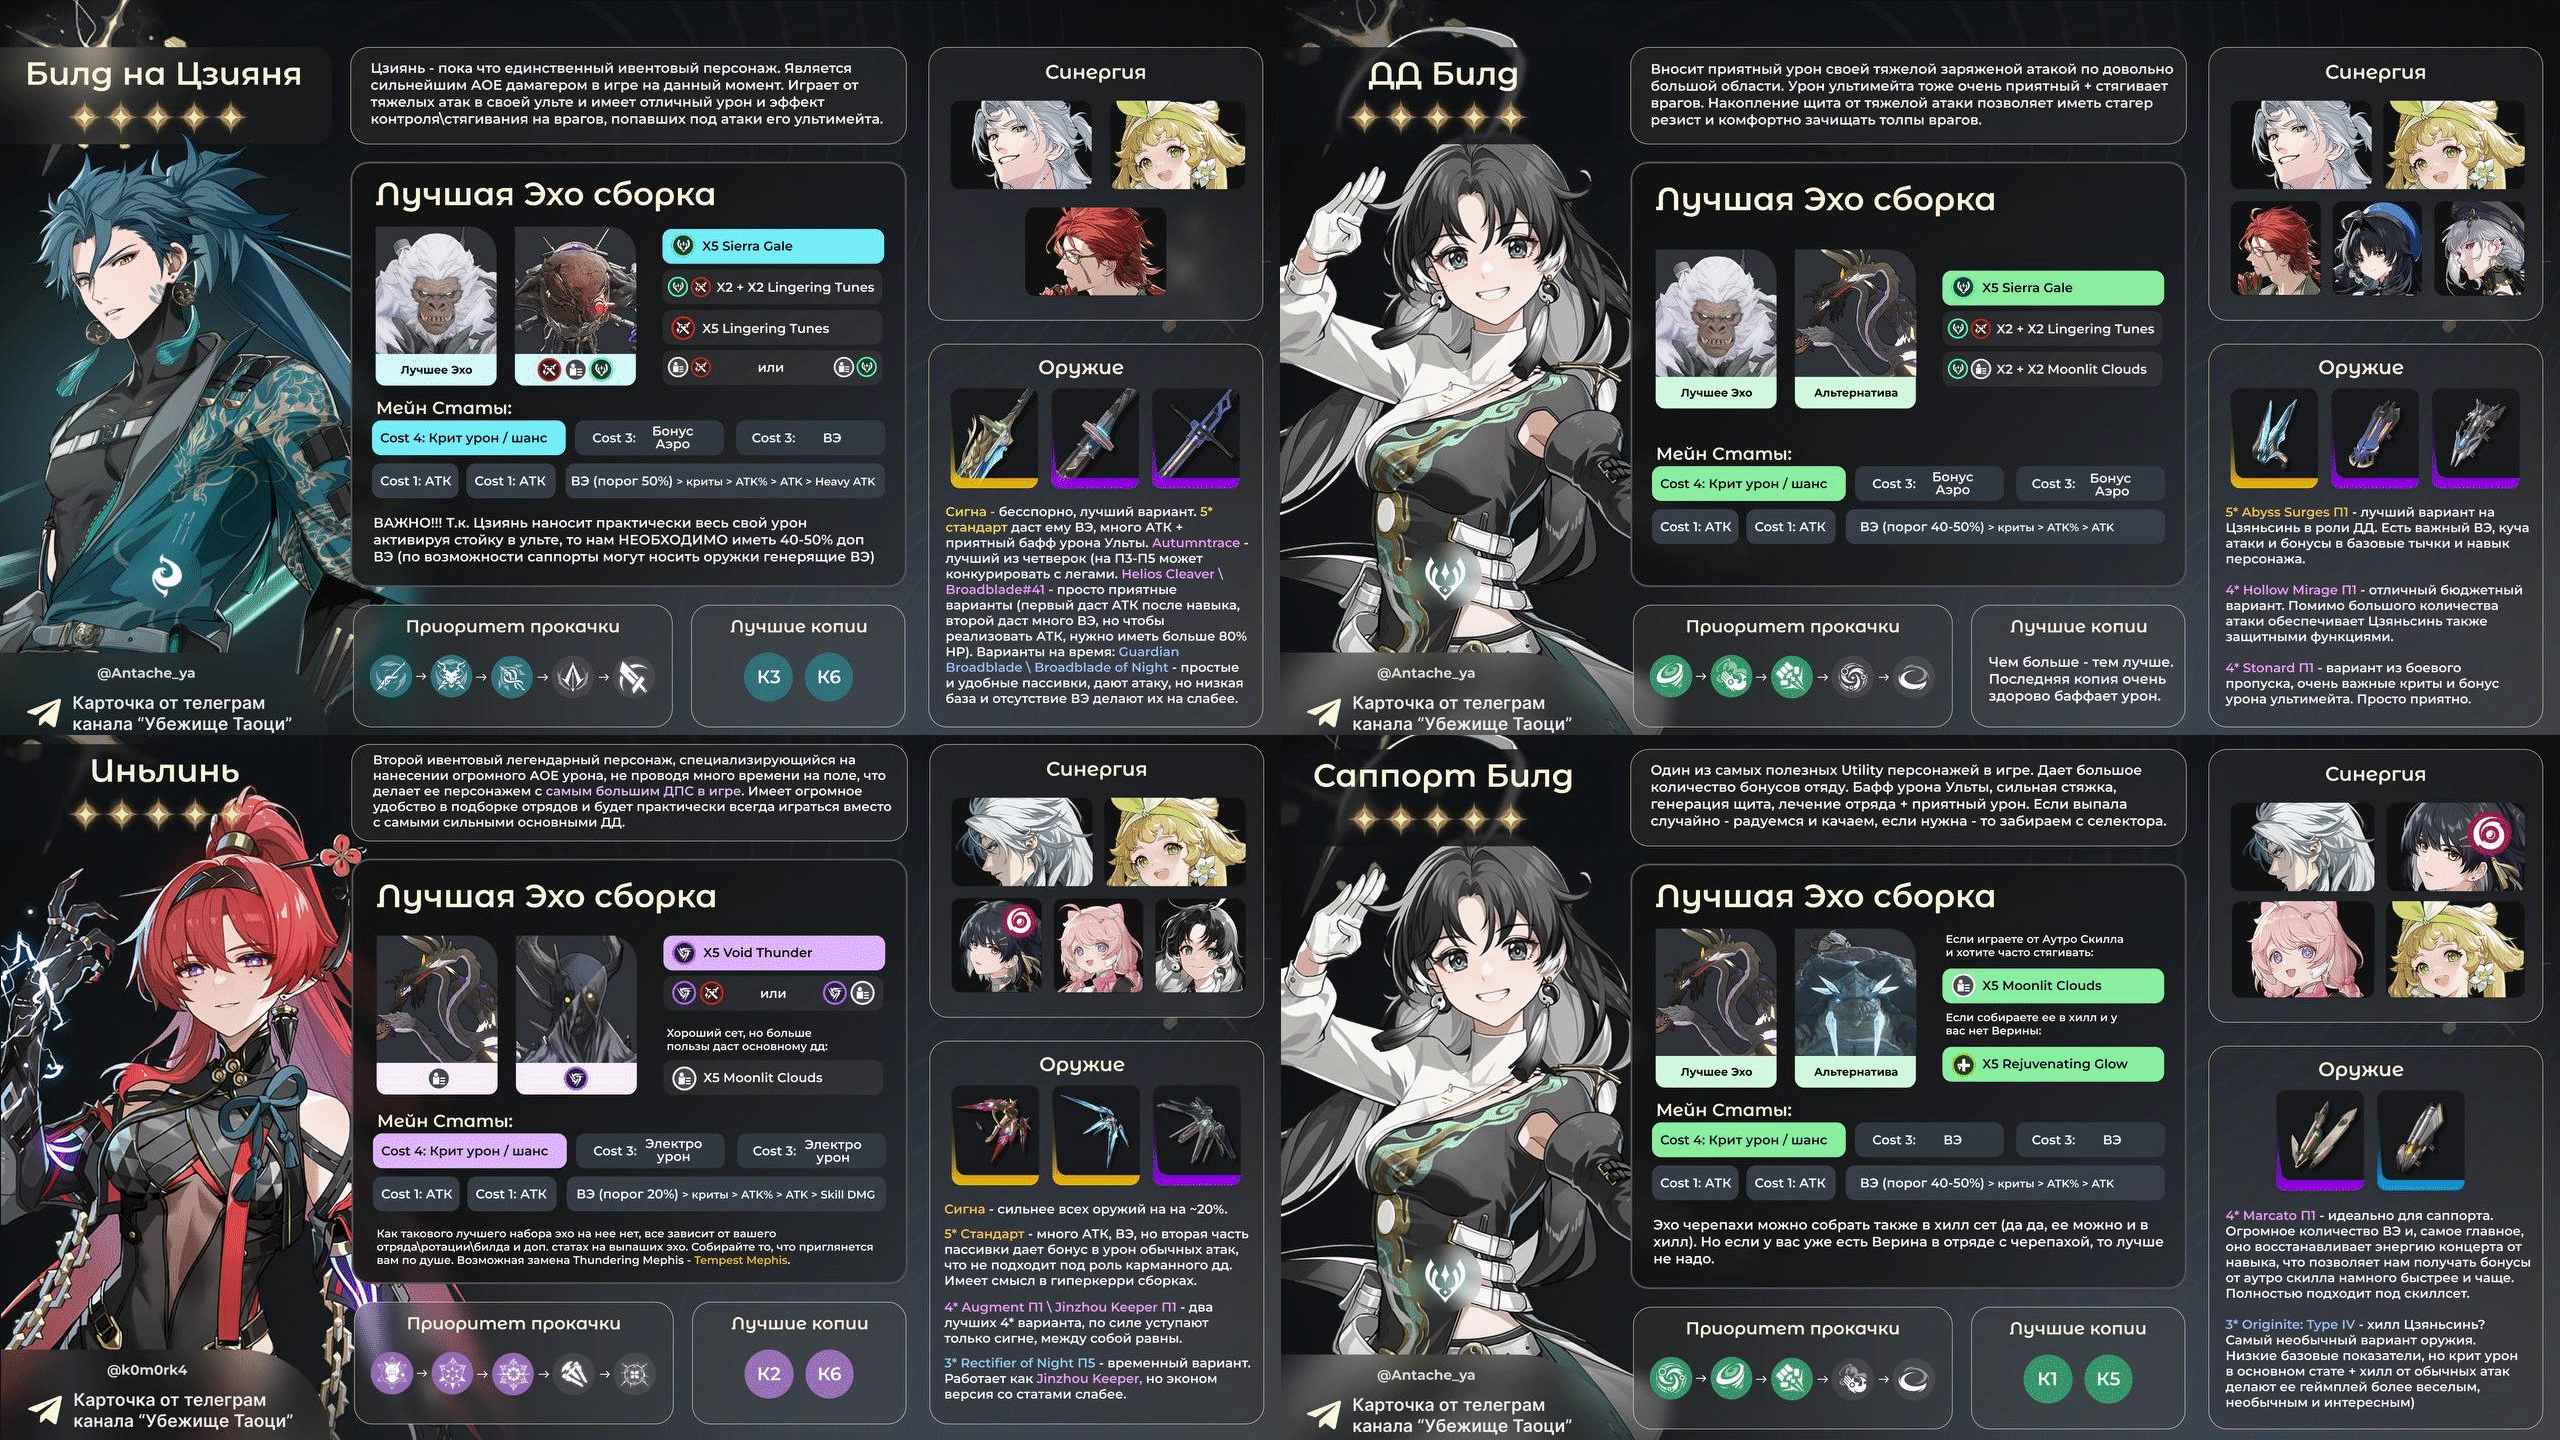 Билд на Цзияня
Цзиянь - пока что единственный ивентовый персонаж. Является
сильнейшим АОЕ дамагером в игре на данный момент. Играет от
тяжелых атак в своей ульте и имеет отличный урон и эффект
контроля\стягивания на врагов, попавших под атаки его ультимейта.
Лучшая Эхо сборка
Лучшее Эхо
X5 Sierra Gale
X2 + X2 Lingering Tunes
X5 Lingering Tunes
или
Мейн Статы:
Cost 4: Крит урон / шанс
Cost 3: Бонус
Аэро
Cost 3: ВЭ
Cost 1: АТК
Cost 1: АТК
ВЭ (порог 50%) > криты > АТК% > АТК > Heavy ATK
ВАЖНО!!! Т.к. Цзиянь наносит практически весь свой урон
активируя стойку в ульте, то нам НЕОБХОДИМО иметь 40-50% доп
ВЭ (по возможности саппорты могут носить оружки генерящие ВЭ)
Приоритет прокачки
Лучшие копии
К3
К6
Синергия
Оружие
Сигна - бесспорно, лучший вариант. 5*
стандарт даст ему ВЭ, много АТК +
приятный бафф урона Ульты. Autumntrace -
лучший из четверок (на П3-П5 может
конкурировать с легами. Helios Cleaver \
Broadblade#41 - просто приятные
варианты (первый даст АТК после навыка,
второй даст много ВЭ, но чтобы
реализовать АТК, нужно иметь больше 80%
HP). Варианты на время: Guardian
Broadblade \ Broadblade of Night - простые
и удобные пассивки, дают атаку, но низкая
база и отсутствие ВЭ делают их на слабее.
@Antache_ya
Карточка от телеграм
канала “Убежище Таоци”
ДД Билд
Вносит приятный урон своей тяжелой заряженой атакой по довольно
большой области. Урон ультимейта тоже очень приятный + стягивает
врагов. Накопление щита от тяжелой атаки позволяет иметь стагер
резист и комфортно зачищать толпы врагов.
Лучшая Эхо сборка
Лучшее Эхо
Альтернатива
X5 Sierra Gale
X2 + X2 Lingering Tunes
X2 + X2 Moonlit Clouds
Мейн Статы:
Cost 4: Крит урон / шанс
Cost 3: Бонус
Аэро
Cost 3: Бонус
Аэро
Cost 1: АТК
Cost 1: АТК
ВЭ (порог 40-50%) > криты > АТК% > АТК
Приоритет прокачки
Лучшие копии
Чем больше - тем лучше.
Последняя копия очень
здорово баффает урон.
Синергия
Оружие
5* Abyss Surges П1 - лучший вариант на
Цзяньсинь в роли ДД. Есть важный ВЭ, куча
атаки и бонусы в базовые тычки и навык
персонажа.
4* Hollow Mirage П1 - отличный бюджетный
вариант. Помимо большого количества
атаки обеспечивает Цзяньсинь также
защитными функциями.
4* Stonard П1 - вариант из боевого
пропуска, очень важные криты и бонус
урона ультимейта. Просто приятно.
@Antache_ya
Карточка от телеграм
канала “Убежище Таоци”
Иньлинь
Второй ивентовый легендарный персонаж, специализирующийся на
нанесении огромного АОЕ урона, не проводя много времени на поле, что
делает ее персонажем с самым большим ДПС в игре. Имеет огромное
удобство в подборке отрядов и будет практически всегда играться вместо
с самыми сильными основными ДД.
Лучшая Эхо сборка
X5 Void Thunder
или
Хороший сет, но больше
пользы даст основному дд:
X5 Moonlit Clouds
Мейн Статы:
Cost 4: Крит урон / шанс
Cost 3: Электро
урон
Cost 3: Электро
урон
Cost 1: АТК
Cost 1: АТК
ВЭ (порог 20%) > криты > АТК% > АТК > Skill DMG
Как такового лучшего набора эхо на нее нет, все зависит от вашего
отряда\ротации\билда и доп. статах на выпаших эхо. Собирайте то, что приглянется
вам по душе. Возможная замена Thundering Mephis - Tempest Mephis.
Приоритет прокачки
Лучшие копии
К2
К6
Синергия
Оружие
Сигна - сильнее всех оружий на на ~20%.
5* Стандарт - много АТК, ВЭ, но вторая часть
пассивки дает бонус в урон обычных атак,
что не подходит под роль карманного дд.
Имеет смысл в гиперкерри сборках.
4* Augment П1 \ Jinzhou Keeper П1 - два
лучших 4* варианта, по силе уступают
только сигне, между собой равны.
3* Rectifier of Night П5 - временный вариант.
Работает как Jinzhou Keeper, но эконом
версия со статами слабее.
@k0m0rk4
Карточка от телеграм
канала “Убежище Таоци”
Саппорт Билд
Один из самых полезных Utility персонажей в игре. Дает большое
количество бонусов отяду. Бафф урона Ульты, сильная стяжка,
генерация щита, лечение отряда + приятный урон. Если выпала
случайно - радуемся и качаем, если нужна - то забираем с селектора.
Лучшая Эхо сборка
Лучшее Эхо
Альтернатива
Если играете от Аутро Скилла
и хотите часто стягивать:
X5 Moonlit Clouds
Если собираете ее в хилл и у
вас нет Верины:
X5 Rejuvenating Glow
Мейн Статы:
Cost 4: Крит урон / шанс
Cost 3: ВЭ
Cost 3: ВЭ
Cost 1: АТК
Cost 1: АТК
ВЭ (порог 40-50%) > криты > АТК% > АТК
Эхо черепахи можно собрать также в хилл сет (да да, ее можно и в
хилл). Но если у вас уже есть Верина в отряде с черепахой, то лучше
не надо.
Приоритет прокачки
Лучшие копии
К1
К5
Синергия
Оружие
4* Marcato П1 - идеально для саппорта.
Огромное количество ВЭ и, самое главное,
оно восстанавливает энергию концерта от
навыка, что позволяет нам получать бонусы
от аутро скилла намного быстрее и чаще.
Полностью подходит под скиллсет.
3* Originite: Type IV - хилл Цзяньсинь?
Самый необычный вариант оружия.
Низкие базовые показатели, но крит урон
в основном стате + хилл от обычных атак
делают ее геймплей более веселым,
необычным и интересным)
@Antache_ya
Карточка от телеграм
канала “Убежище Таоци”